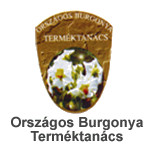 ORSZÁGOS BURGONYA
TERMÉKTANÁCS
Országos Burgonya
Terméktanács